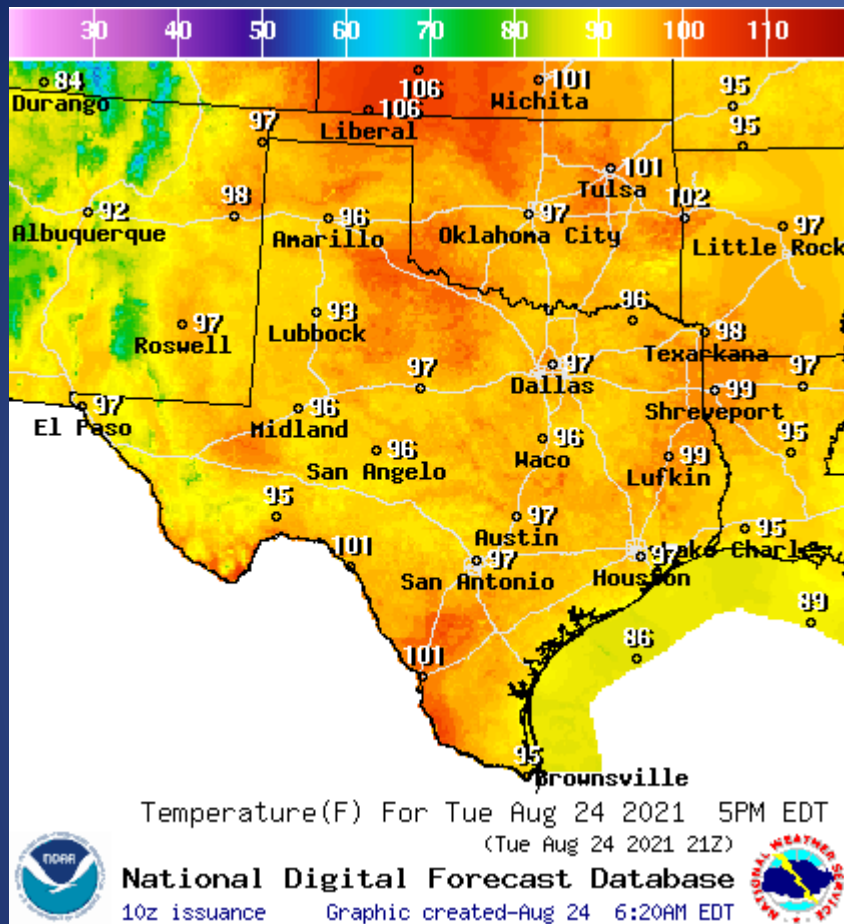 30 40 50 60 70 80 90 100 110
84
Durango
106
106
Liberal
101
Wichita
95
95
97
101
Tulsa
92
Albuquerque
98
96
Amarillo
97
Oklahoma City
102
97
Little Rock
97
Roswell
93
Lubbock
96
98
Texarkana
97
97
Dallas
99
Shreveport
97
97
El Paso
96
Midland
96
San Angelo
96
Waco
99
Lufkin
95
95
101
97
Austin
97
San Antonio
97
Houston
95
Lake Charles
86
89
101
95
Brownsville
Temperature(F) For Tue Aug 24 2021 5PM EDT
(Tue Aug 24 2021 21Z)
NOAA
National Digital Forecast Database
10z issuance Graphic created-Aug 24 6:20AM EDT
NATIONAL WEATHER SERVICE